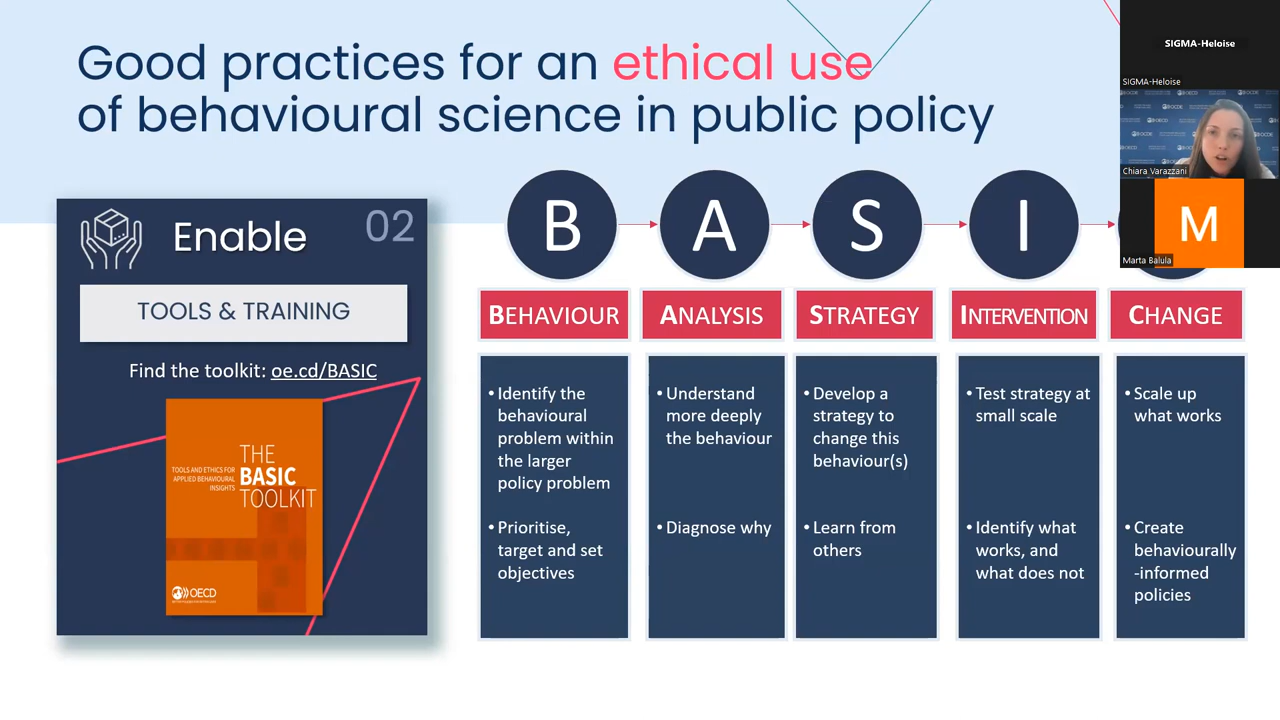 Good practices for an ethical use
of behavioural science in public policy
SIGMA-Heloise
SIGMA-Heloise
Chiara Varazzani
M
Marta Balula
Enable
02
TOOLS & TRAINING
Find the toolkit: oe.cd/BASIC
THE
BASIC
TOOLKIT
TOOLS AND ETHICS FOR
APPLIED BEHAVIOURAL
INSIGHTS
OECD
B
A
S
I
BEHAVIOUR
• Identify the
behavioural
problem within
the larger
policy problem
• Prioritise,
target and set
objectives
ANALYSIS
• Understand
more deeply
the behaviour
• Diagnose why
STRATEGY
• Develop a
strategy to
change this
behaviour(s)
• Learn from
others
INTERVENTION
• Test strategy at
small scale
• Identify what
works, and
what does not
CHANGE
• Scale up
what works
• Create
behaviourally
-informed
policies